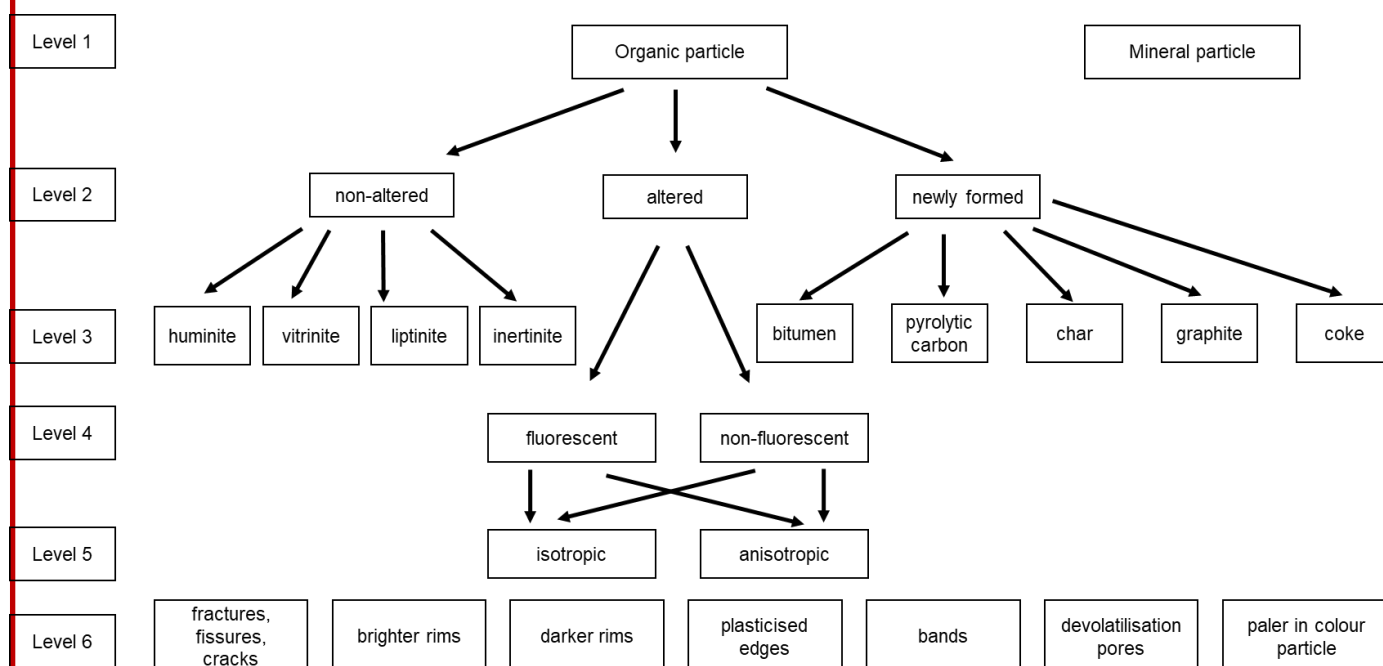 Level 1
Organic particle
Mineral particle
Level 2
non-altered
altered
newly formed
Level 3
huminite
vitrinite
liptinite
inertinite
bitumen
pyrolytic
carbon
char
graphite
coke
Level 4
fluorescent
non-fluorescent
Level 5
isotropic
anisotropic
Level 6
fractures,
fissures,
cracks
brighter rims
darker rims
plasticised
edges
bands
devolatilisation
pores
paler in colour
particle